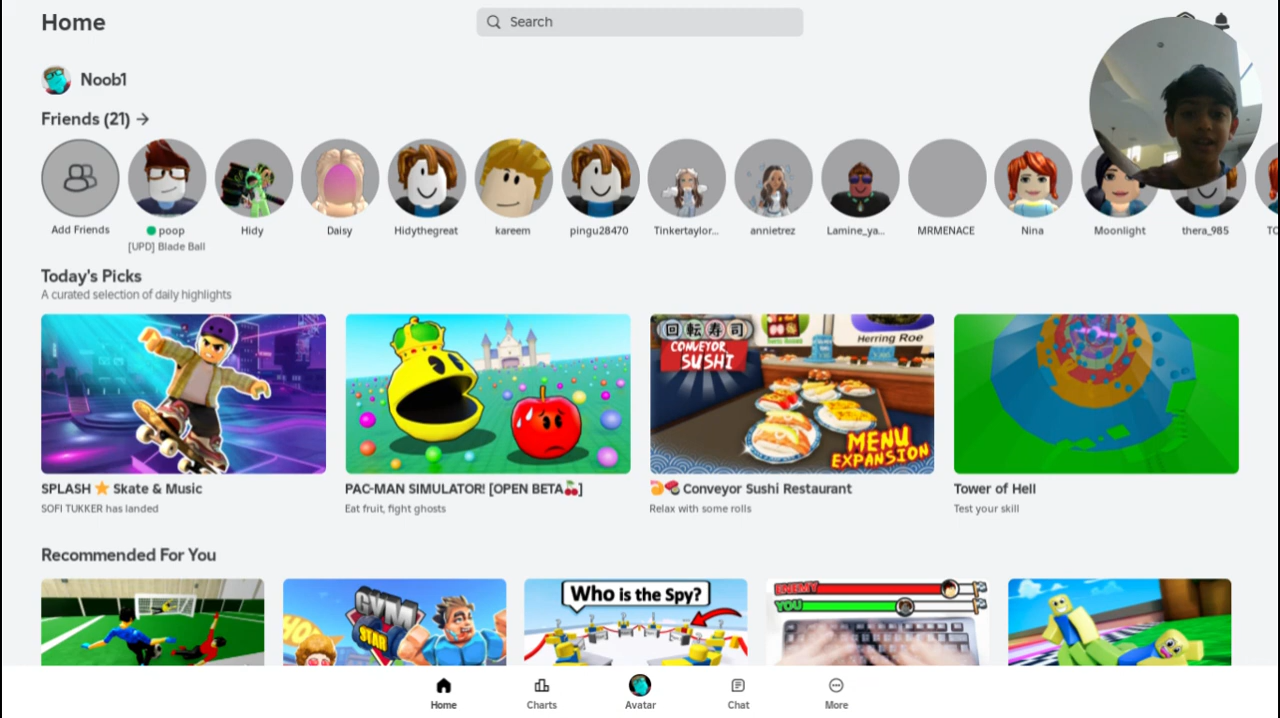 Home
Search
Noob1
Friends (21) →
Add Friends
poop
[UPD] Blade Ball
Hidy
Daisy
Hidythegreat
kareem
pingu28470
Tinkertaylor...
annietrez
Lamine_ya...
MRMENACE
Nina
Moonlight
thera_985
Today's Picks
A curated selection of daily highlights
回転寿司
CONVEYOR
SUSHI
Herring Roe
MENU
EXPANSION
SPLASH ⭐ Skate & Music
SOFI TUKKER has landed
PAC-MAN SIMULATOR! [OPEN BETA🍒]
Eat fruit, fight ghosts
🍤🍣 Conveyor Sushi Restaurant
Relax with some rolls
Tower of Hell
Test your skill
Recommended For You
GYM
STAR
Who is the Spy?
ENEMY
YOU
Home
Charts
Avatar
Chat
More